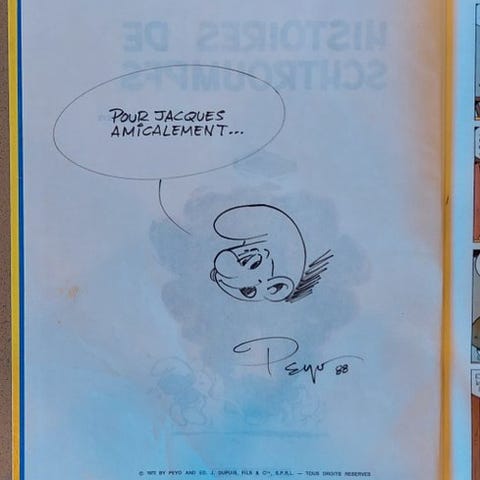 HISTOIRES DE
SCHTROUMPFS
POUR JACQUES
AMICALEMENT...
Peyo 88
© 1972 BY PEYO AND ED. J. DUPUIS, FILS & Cie, S.P.R.L. — TOUS DROITS RESERVES